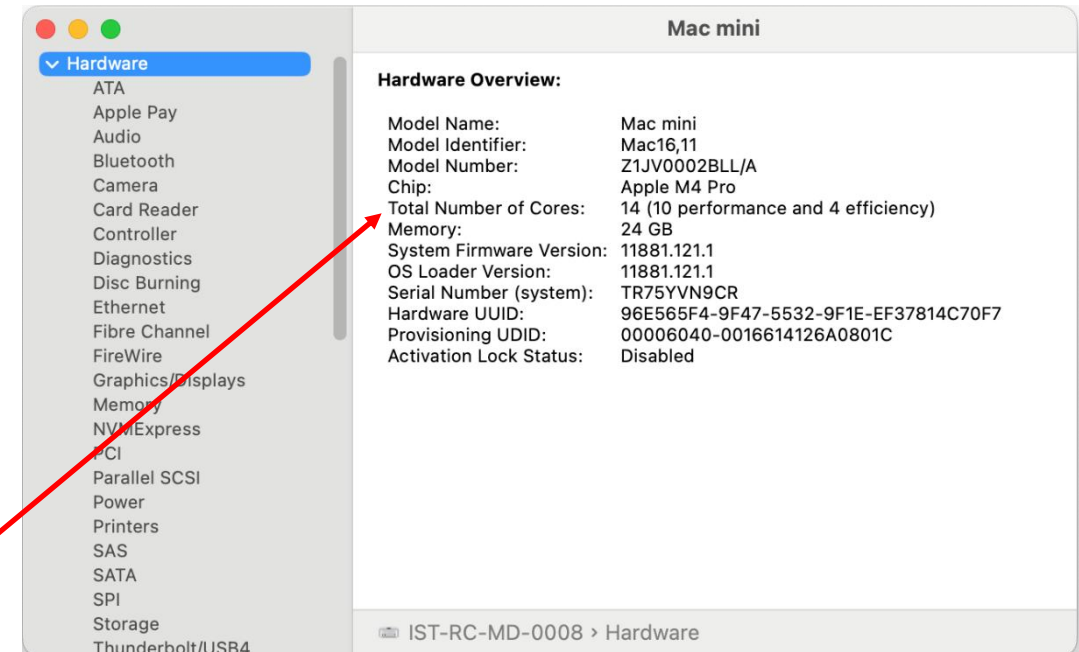 Mac mini
Hardware
ATA
Apple Pay
Audio
Bluetooth
Camera
Card Reader
Controller
Diagnostics
Disc Burning
Ethernet
Fibre Channel
FireWire
Graphics/Displays
Memory
NVMExpress
PCI
Parallel SCSI
Power
Printers
SAS
SATA
SPI
Storage
Thunderbolt/USB4
Hardware Overview:
Model Name: Mac mini
Model Identifier: Mac16,11
Model Number: Z1JV0002BLL/A
Chip: Apple M4 Pro
Total Number of Cores: 14 (10 performance and 4 efficiency)
Memory: 24 GB
System Firmware Version: 11881.121.1
OS Loader Version: 11881.121.1
Serial Number (system): TR75YVN9CR
Hardware UUID: 96E565F4-9F47-5532-9F1E-EF37814C70F7
Provisioning UDID: 00006040-0016614126A0801C
Activation Lock Status: Disabled
IST-RC-MD-0008 › Hardware